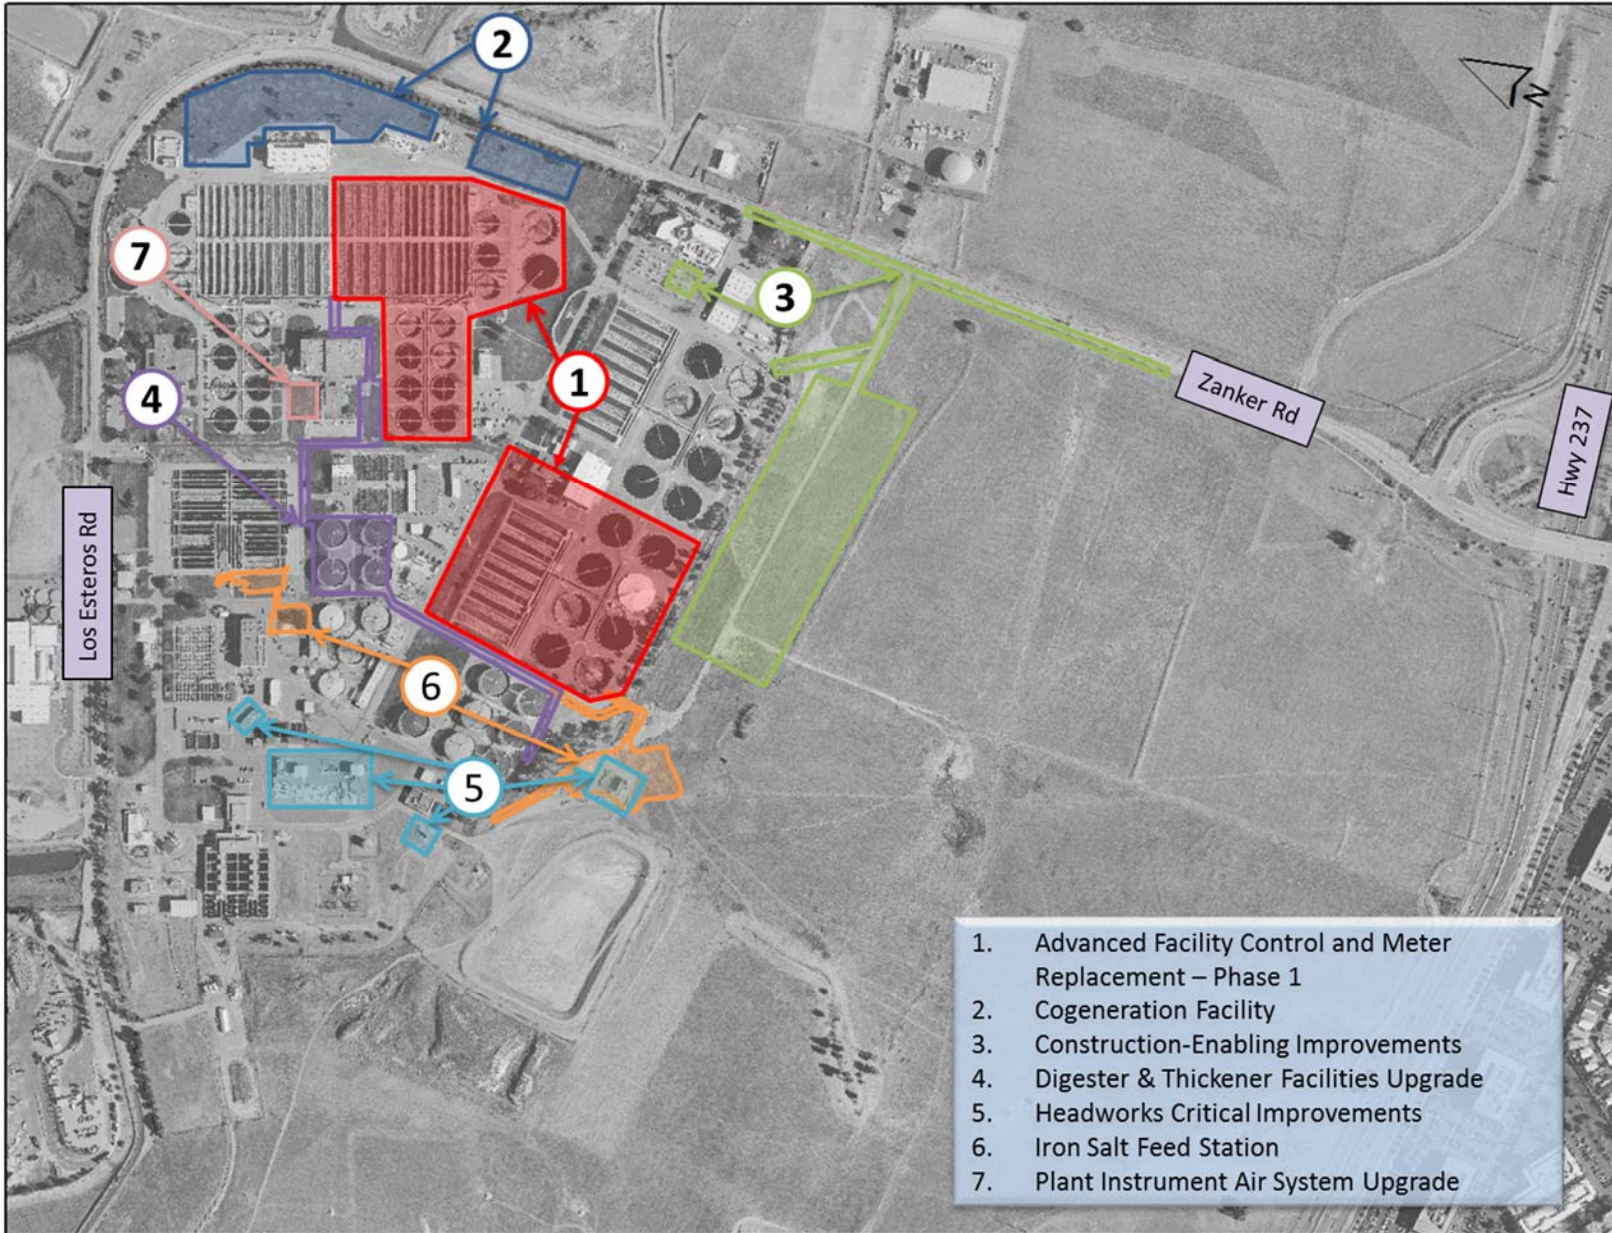 2
N
7
3
1
4
Zanker Rd
Hwy 237
Los Esteros Rd
6
5
1. Advanced Facility Control and Meter
Replacement – Phase 1
2. Cogeneration Facility
3. Construction-Enabling Improvements
4. Digester & Thickener Facilities Upgrade
5. Headworks Critical Improvements
6. Iron Salt Feed Station
7. Plant Instrument Air System Upgrade